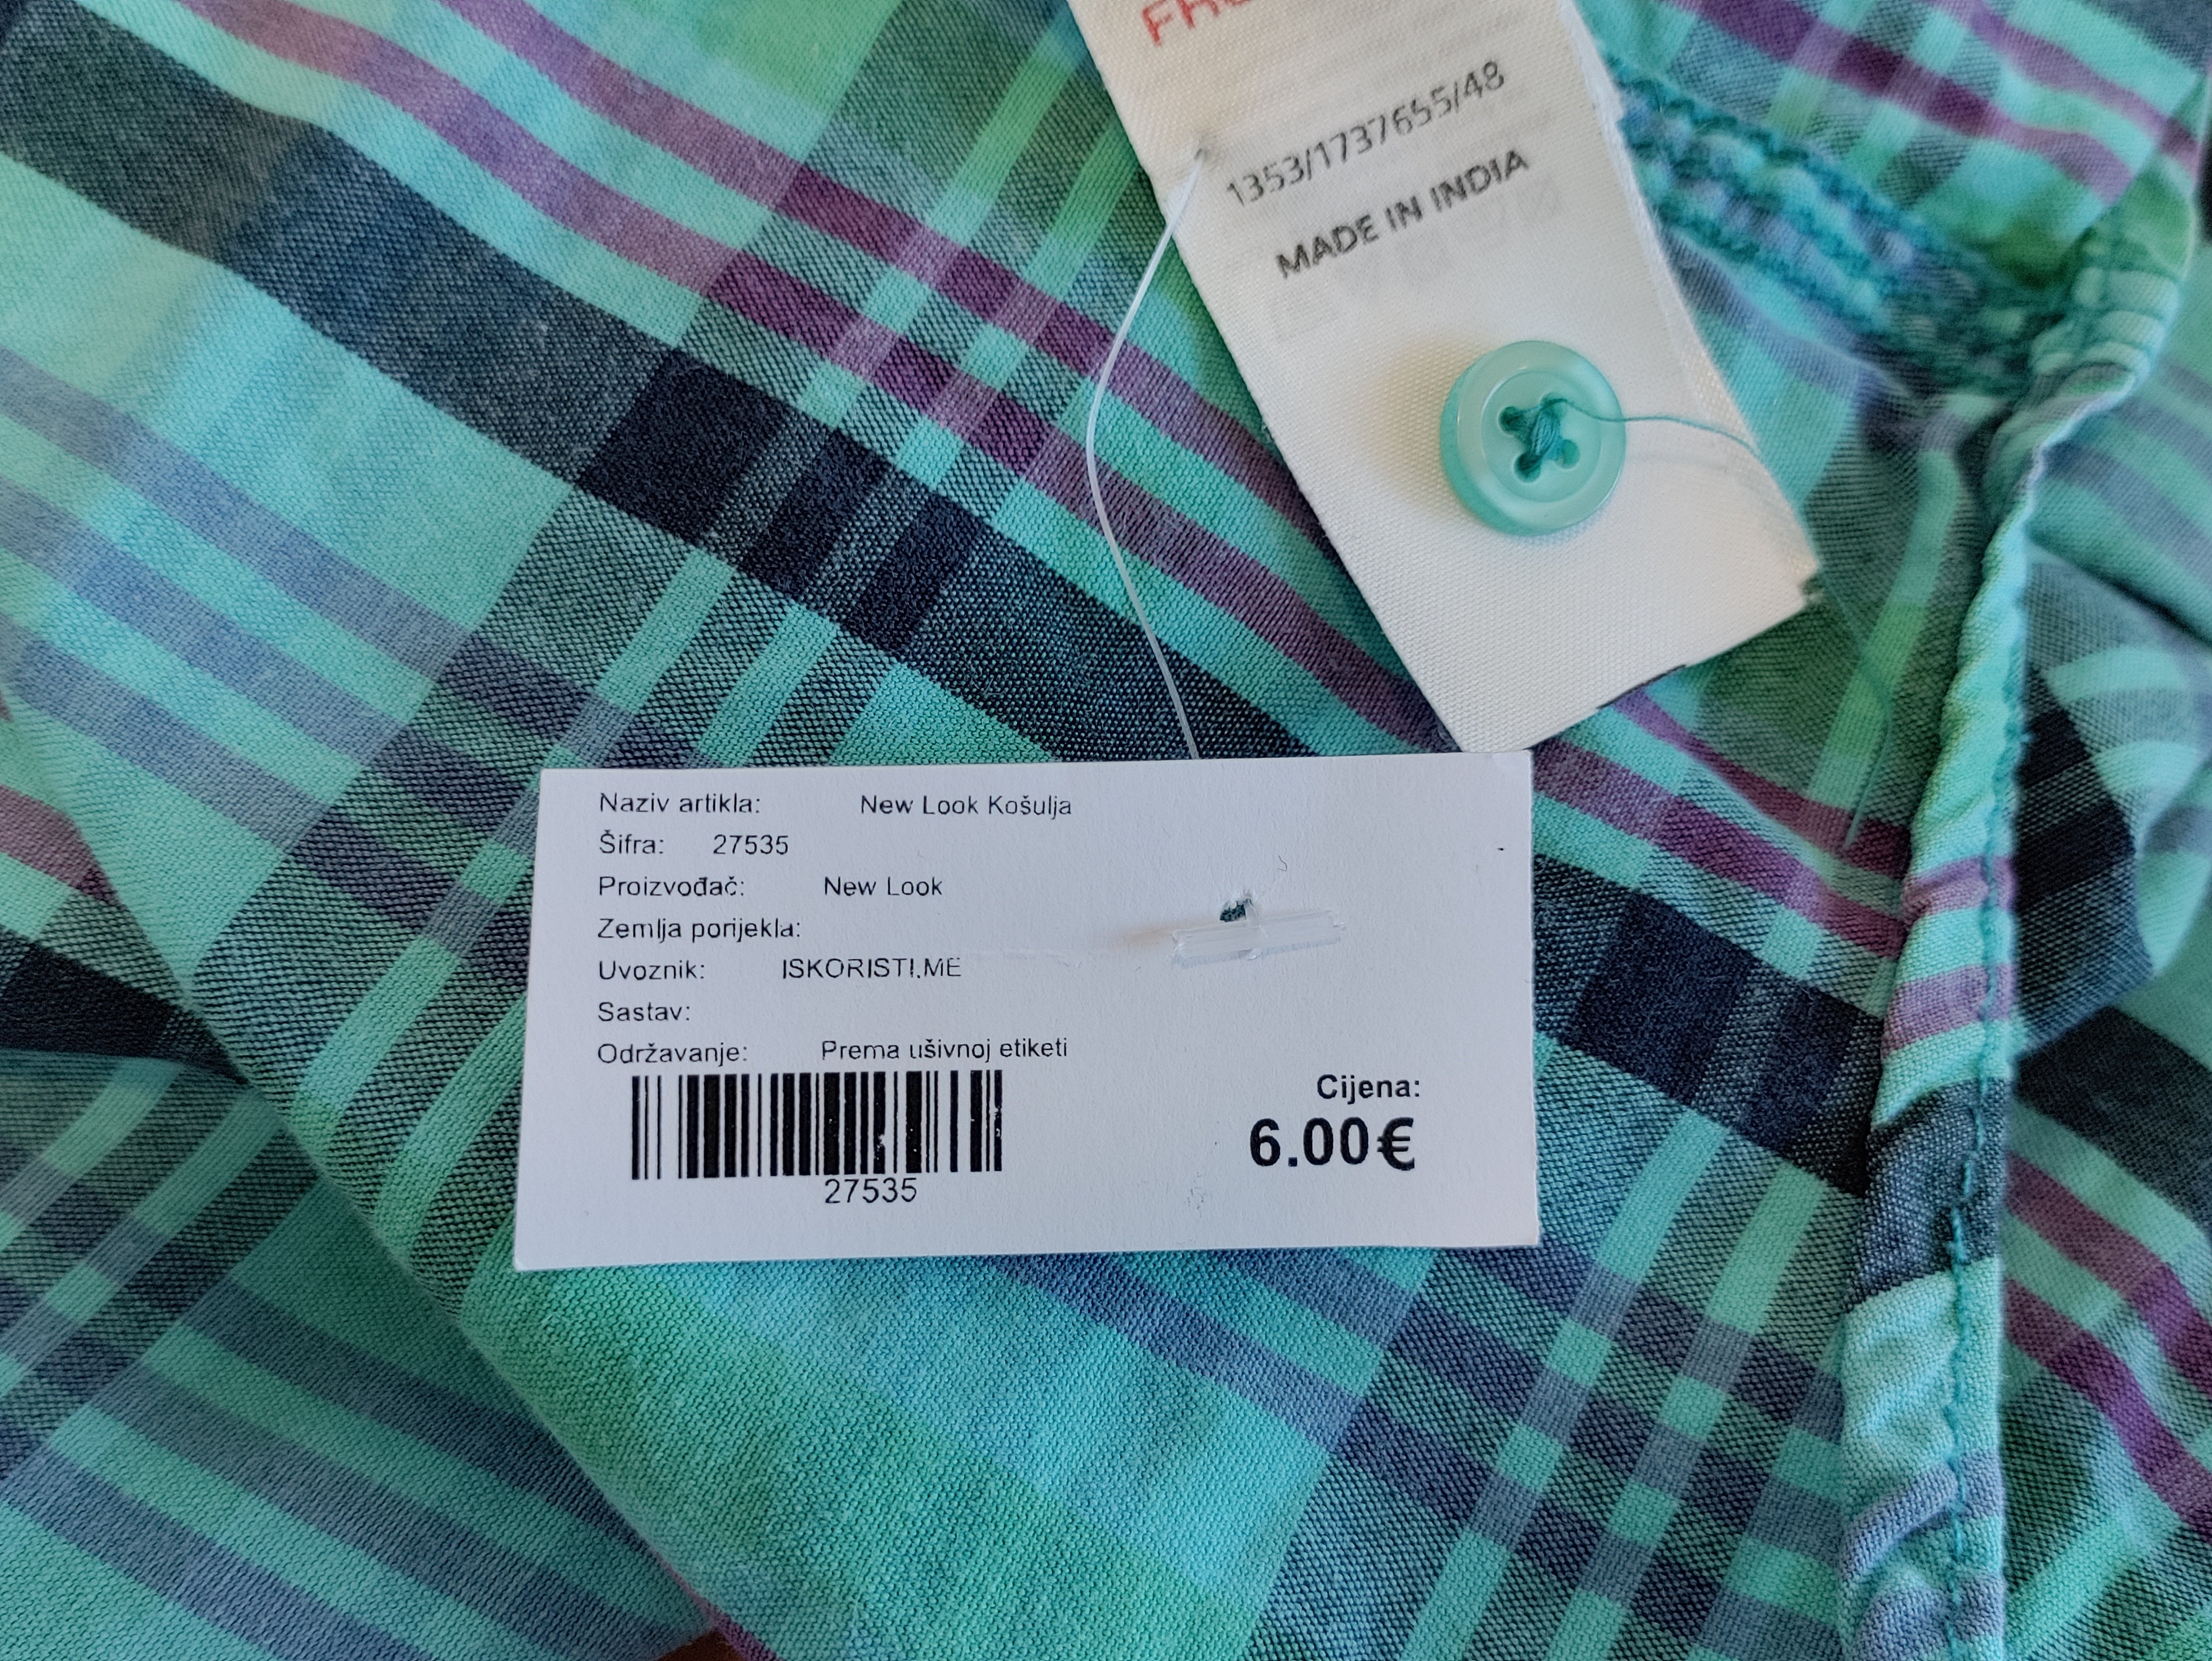 1353/1737655/48
MADE IN INDIA
Naziv artikla: New Look Košulja
Šifra: 27535
Proizvođač: New Look
Zemlja porijekla:
Uvoznik: ISKORISTI.ME
Sastav:
Održavanje: Prema ušivnoj etiketi
27535
Cijena:
6.00€